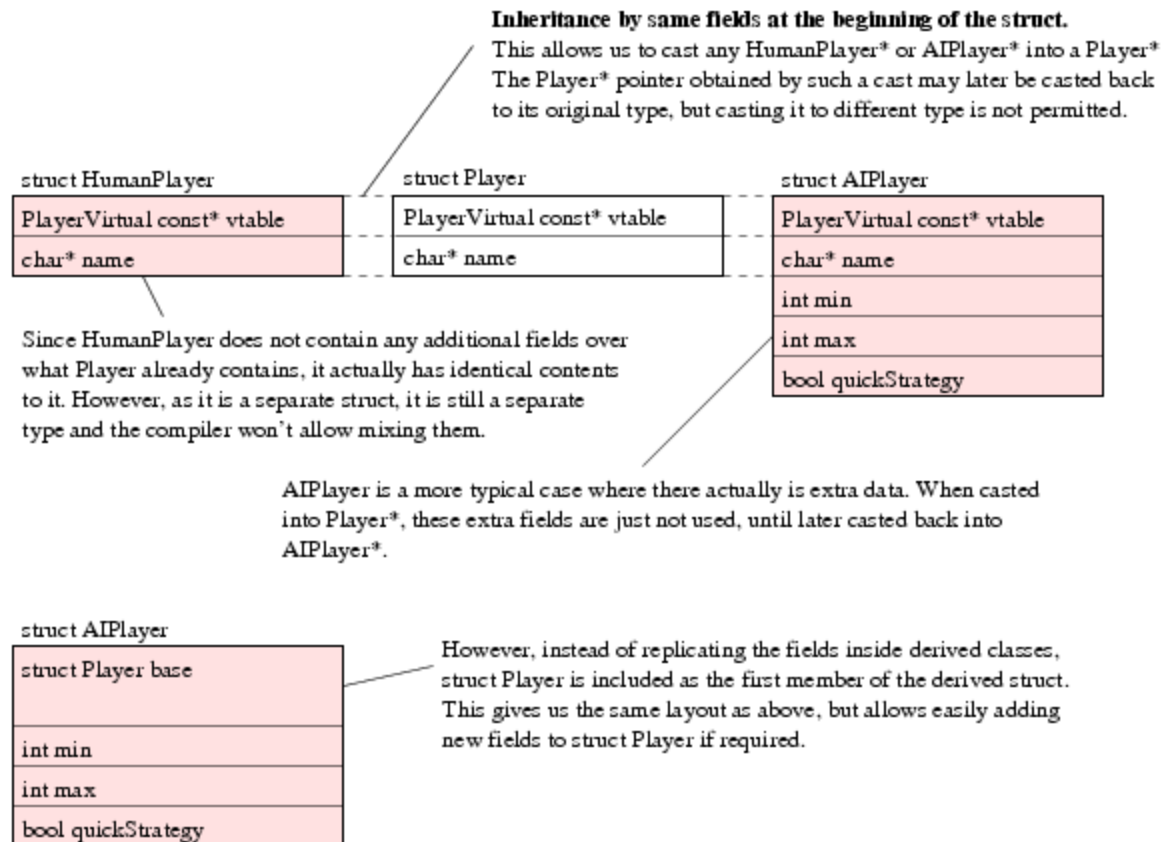 Inheritance by same fields at the beginning of the struct.
This allows us to cast any HumanPlayer* or AIPlayer* into a Player*
The Player* pointer obtained by such a cast may later be casted back
to its original type, but casting it to different type is not permitted.
struct HumanPlayer
PlayerVirtual const* vtable
char* name
struct Player
PlayerVirtual const* vtable
char* name
struct AIPlayer
PlayerVirtual const* vtable
char* name
int min
int max
bool quickStrategy
Since HumanPlayer does not contain any additional fields over
what Player already contains, it actually has identical contents
to it. However, as it is a separate struct, it is still a separate
type and the compiler won't allow mixing them.
AIPlayer is a more typical case where there actually is extra data. When casted
into Player*, these extra fields are just not used, until later casted back into
AIPlayer*.
struct AIPlayer
struct Player base
int min
int max
bool quickStrategy
However, instead of replicating the fields inside derived classes,
struct Player is included as the first member of the derived struct.
This gives us the same layout as above, but allows easily adding
new fields to struct Player if required.